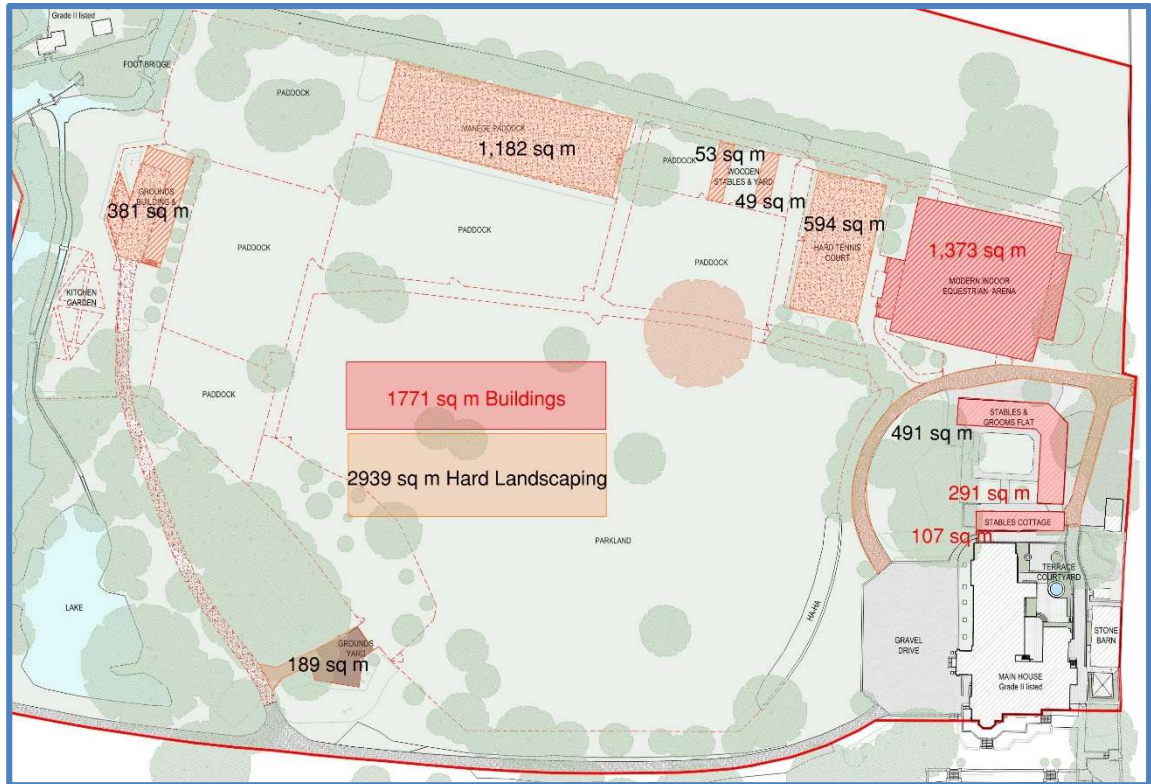 Grade II listed
FOOT BRIDGE
PADDOCK
MANEGE PADDOCK
1,182 sq m
PADDOCK
53 sq m
WOODEN
STABLES & YARD
49 sq m
594 sq m
HARD TENNIS
COURT
1,373 sq m
MODERN INDOOR
EQUESTRIAN ARENA
GROUNDS
BUILDING &
381 sq m
PADDOCK
PADDOCK
PADDOCK
KITCHEN
GARDEN
PADDOCK
1771 sq m Buildings
2939 sq m Hard Landscaping
STABLES &
GROOMS FLAT
491 sq m
291 sq m
STABLES COTTAGE
107 sq m
PARKLAND
TERRACE
COURTYARD
HA-HA
LAKE
GROUNDS
YARD
189 sq m
GRAVEL
DRIVE
STONE
BARN
MAIN HOUSE
Grade II listed